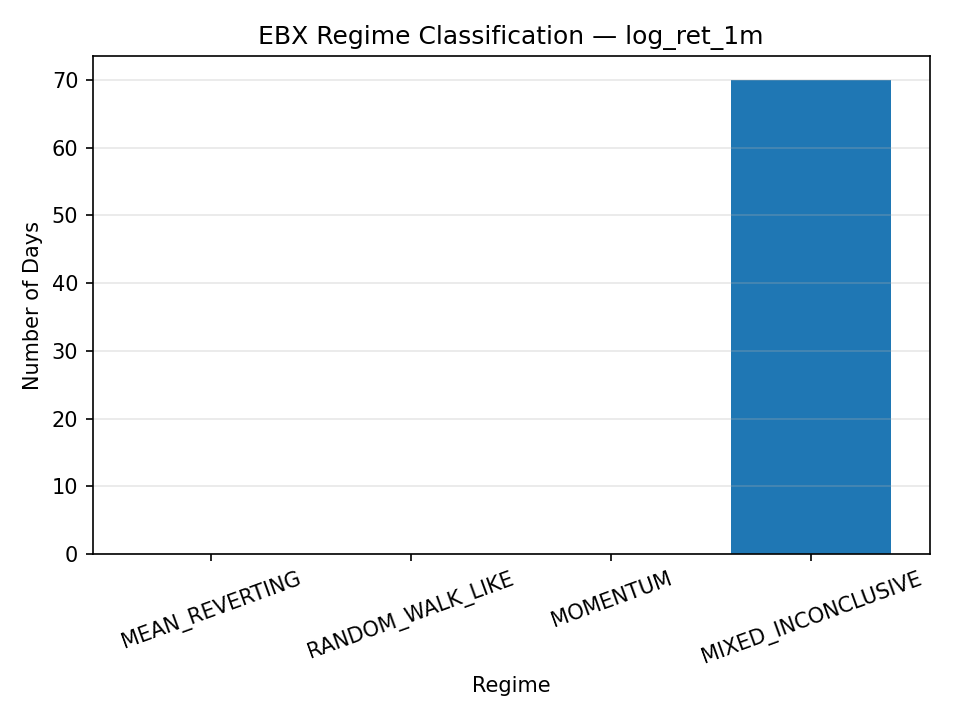 EBX Regime Classification — log_ret_1m
Number of Days
70
60
50
40
30
20
10
0
MEAN_REVERTING
RANDOM_WALK_LIKE
MOMENTUM
MIXED_INCONCLUSIVE
Regime